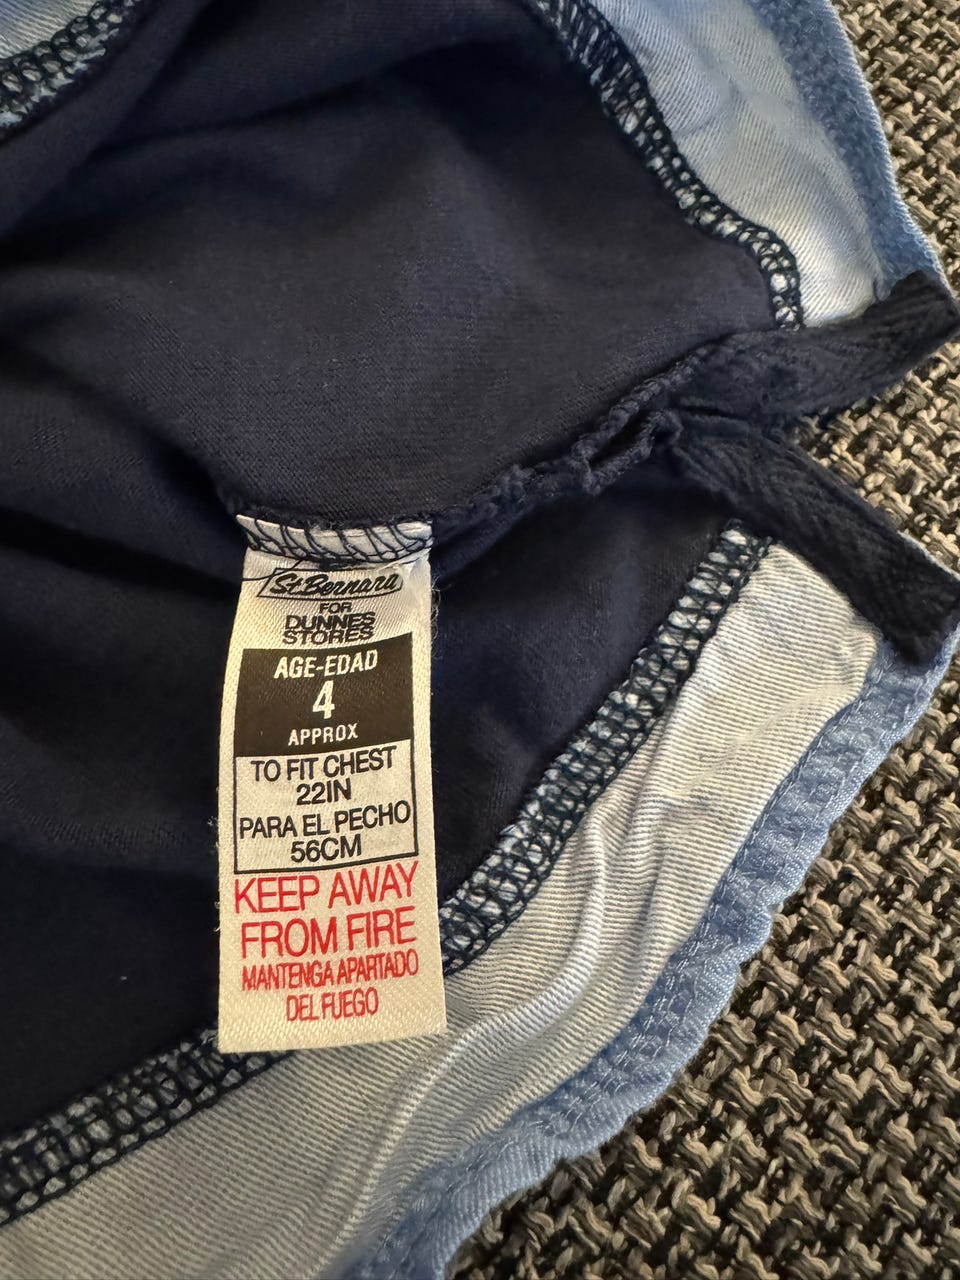 St. Bernard
FOR
DUNNES
STORES
AGE-EDAD
4
APPROX
TO FIT CHEST
22IN
PARA EL PECHO
56CM
KEEP AWAY
FROM FIRE
MANTENGA APARTADO
DEL FUEGO